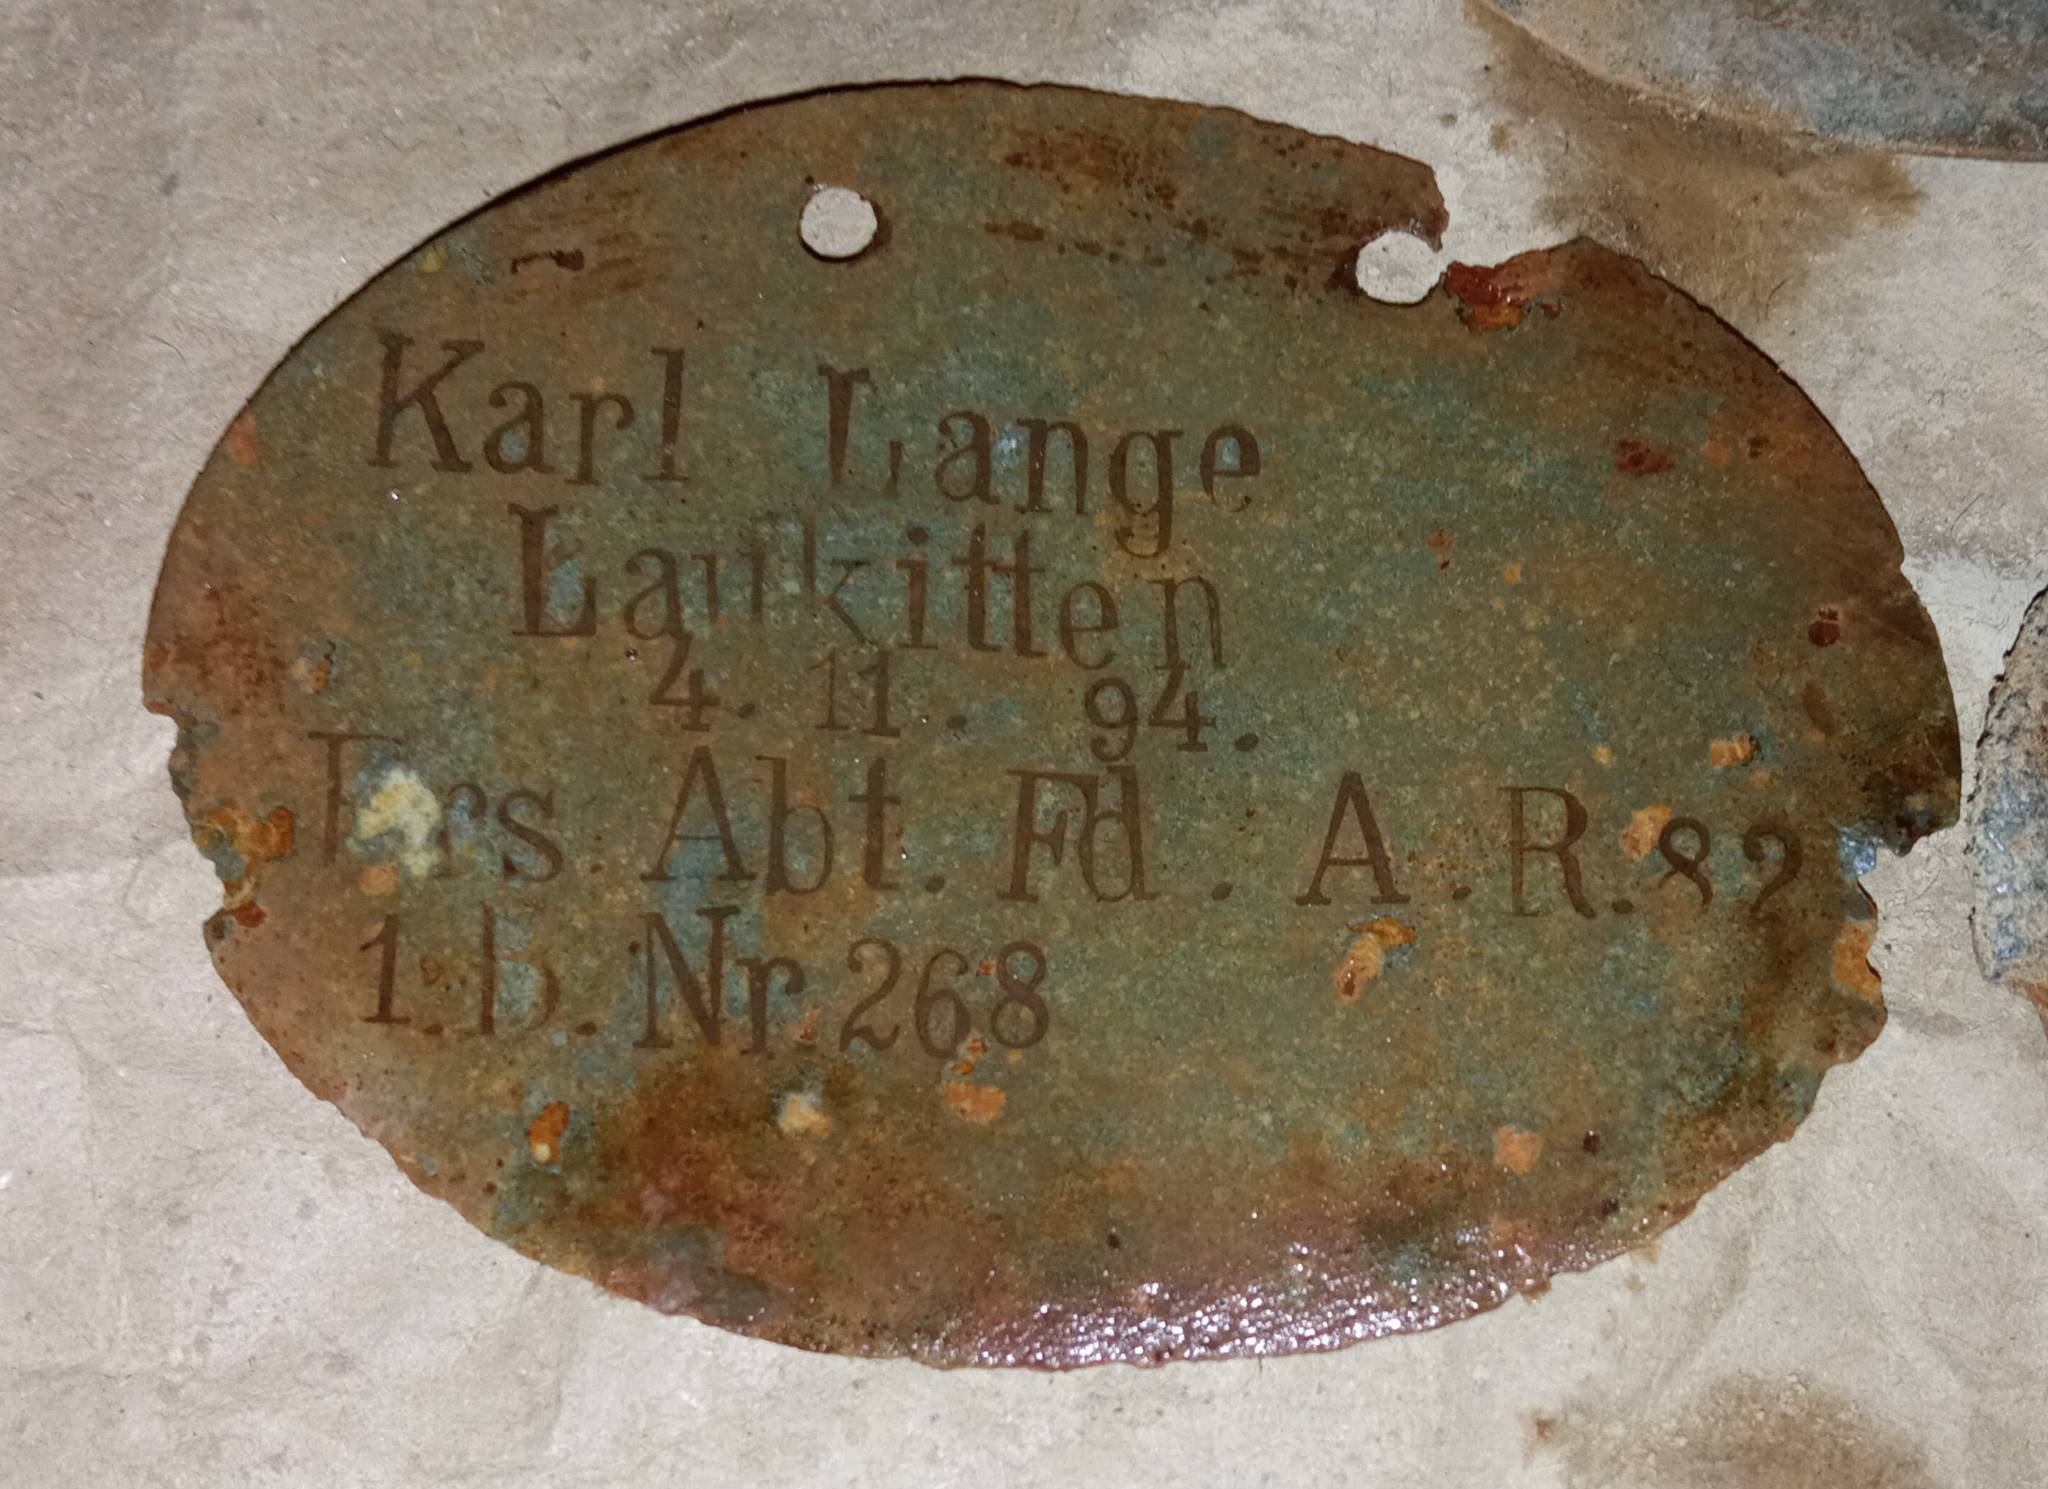 Karl Lange
Laukitten
4. 11. 94.
Ers. Abt. Fd. A. R. 82
1. B. Nr 268